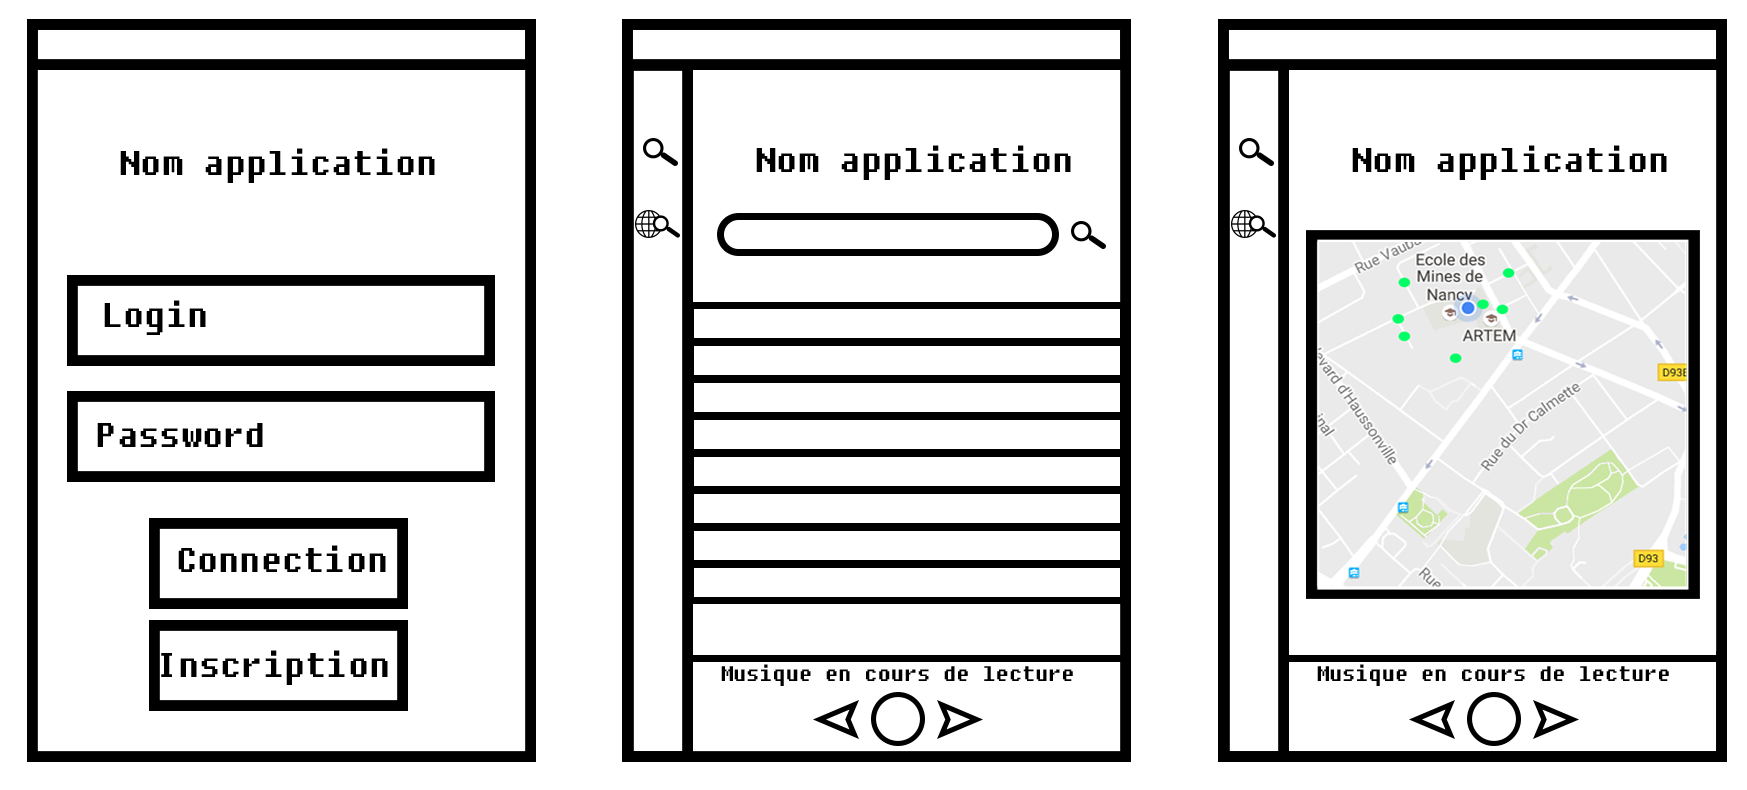 Nom application
Login
Password
Connection
Inscription
Nom application
Musique en cours de lecture
Nom application
Rue Vaub
Ecole des
Mines de
Nancy
ARTEM
D93E
evard d'Haussonville
Rue du Dr Calmette
inal
D93
Rue
Musique en cours de lecture